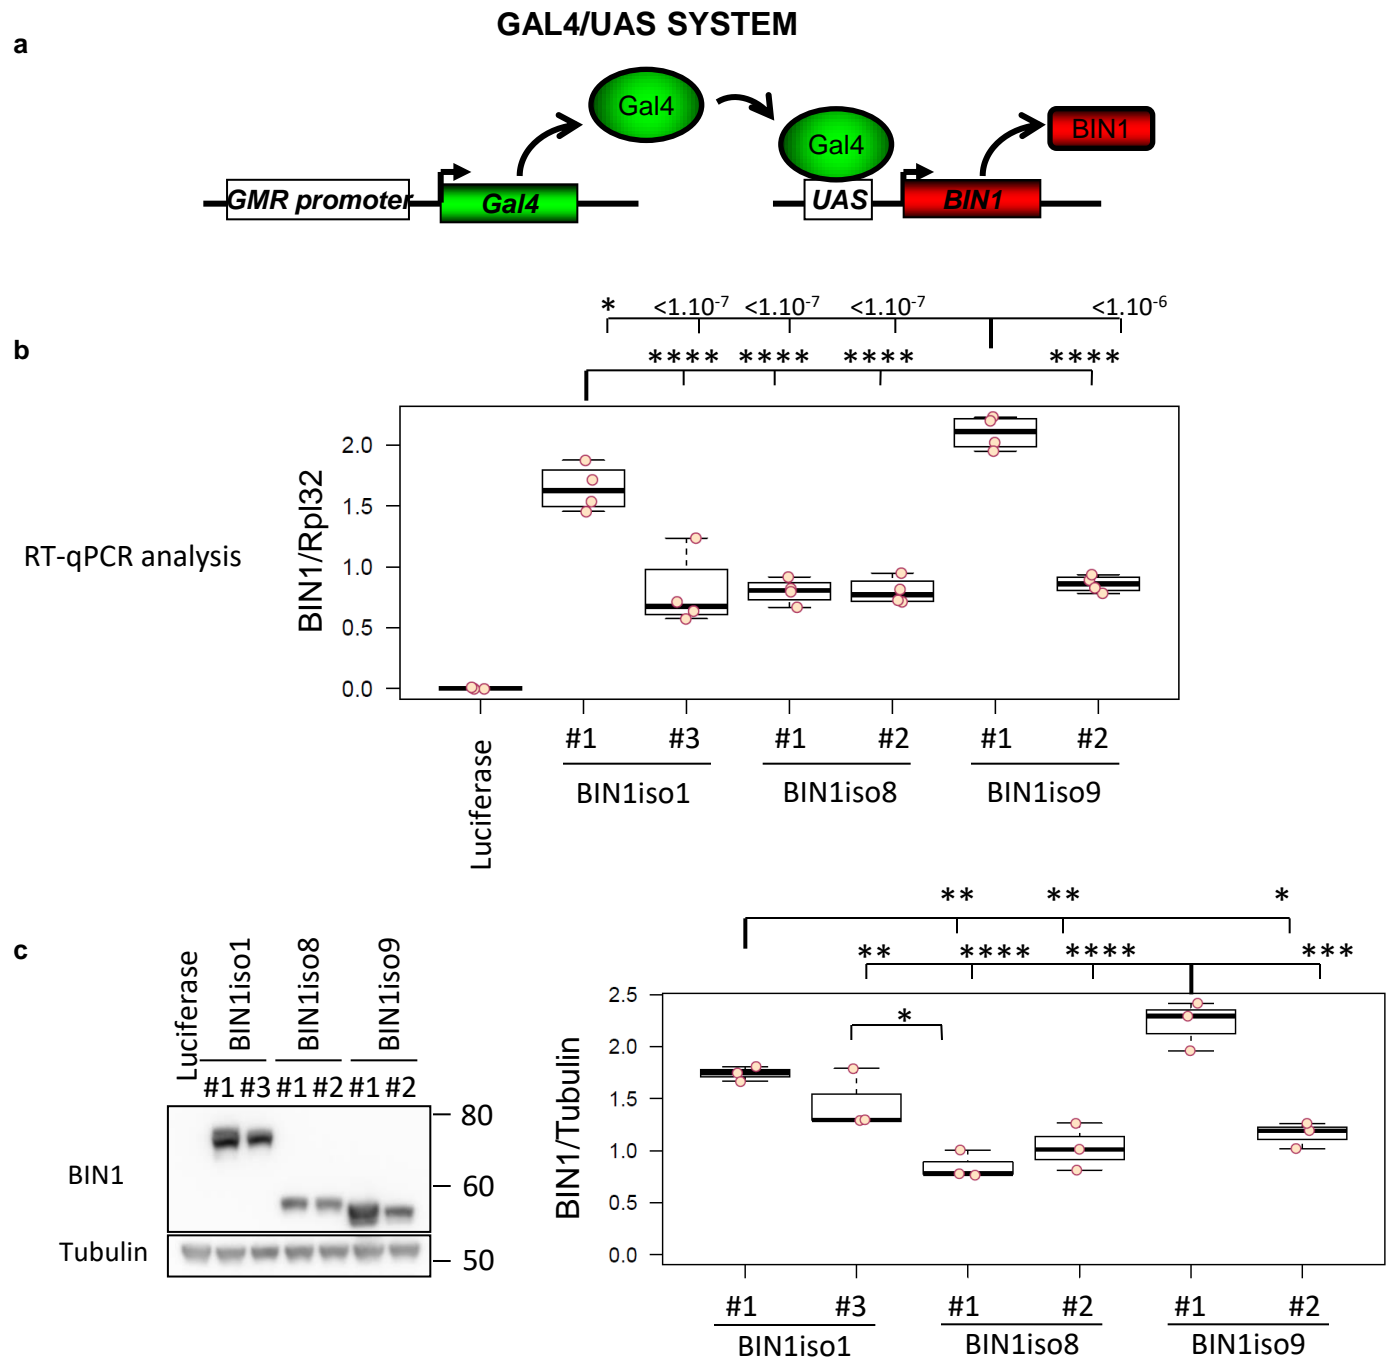 GAL4/UAS SYSTEM
a
Gal4
Gal4
BIN1
GMR promoter
Gal4
UAS
BIN1
* <1.10-7 <1.10-7 <1.10-7 <1.10-6
b
**** **** **** ****
RT-qPCR analysis
BIN1/Rpl32
2.0
1.5
1.0
0.5
0.0
Luciferase
#1 #3 #1 #2 #1 #2
BIN1iso1 BIN1iso8 BIN1iso9
c
Luciferase
BIN1iso1
BIN1iso8
BIN1iso9
#1 #3 #1 #2 #1 #2
80
60
50
BIN1
Tubulin
** ** *
** **** **** ***
*
BIN1/Tubulin
2.5
2.0
1.5
1.0
0.5
0.0
#1 #3 #1 #2 #1 #2
BIN1iso1 BIN1iso8 BIN1iso9